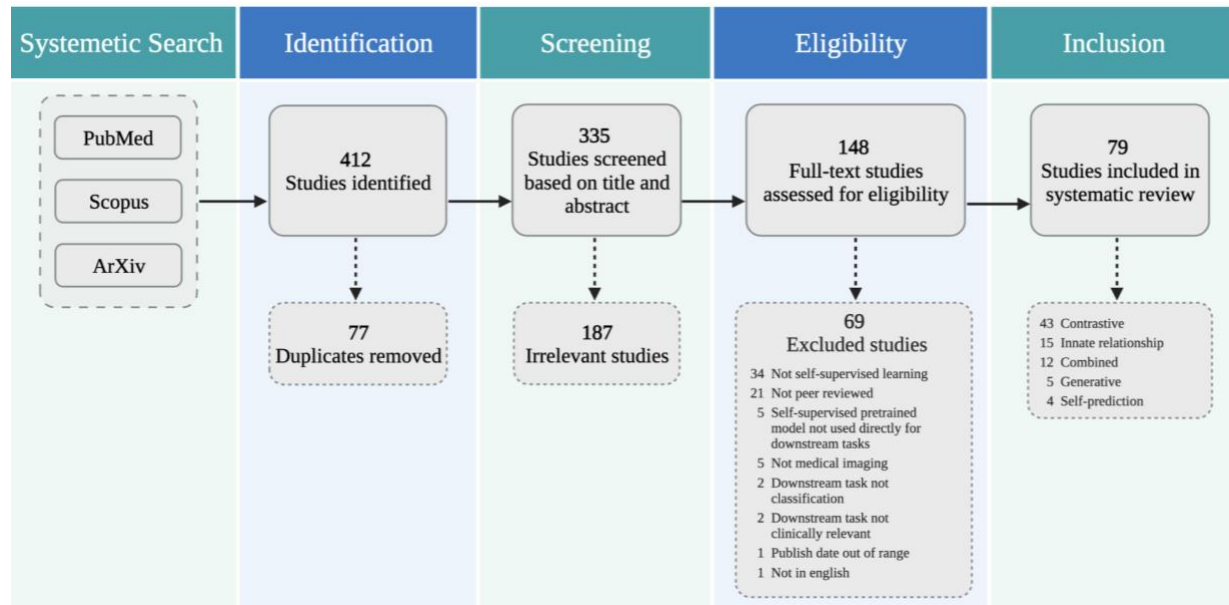 Systemetic Search
Identification
Screening
Eligibility
Inclusion
PubMed
Scopus
ArXiv
412
Studies identified
77
Duplicates removed
335
Studies screened
based on title and
abstract
187
Irrelevant studies
148
Full-text studies
assessed for eligibility
69
Excluded studies
34 Not self-supervised learning
21 Not peer reviewed
5 Self-supervised pretrained
model not used directly for
downstream tasks
5 Not medical imaging
2 Downstream task not
classification
2 Downstream task not
clinically relevant
1 Publish date out of range
1 Not in english
79
Studies included in
systematic review
43 Contrastive
15 Innate relationship
12 Combined
5 Generative
4 Self-prediction